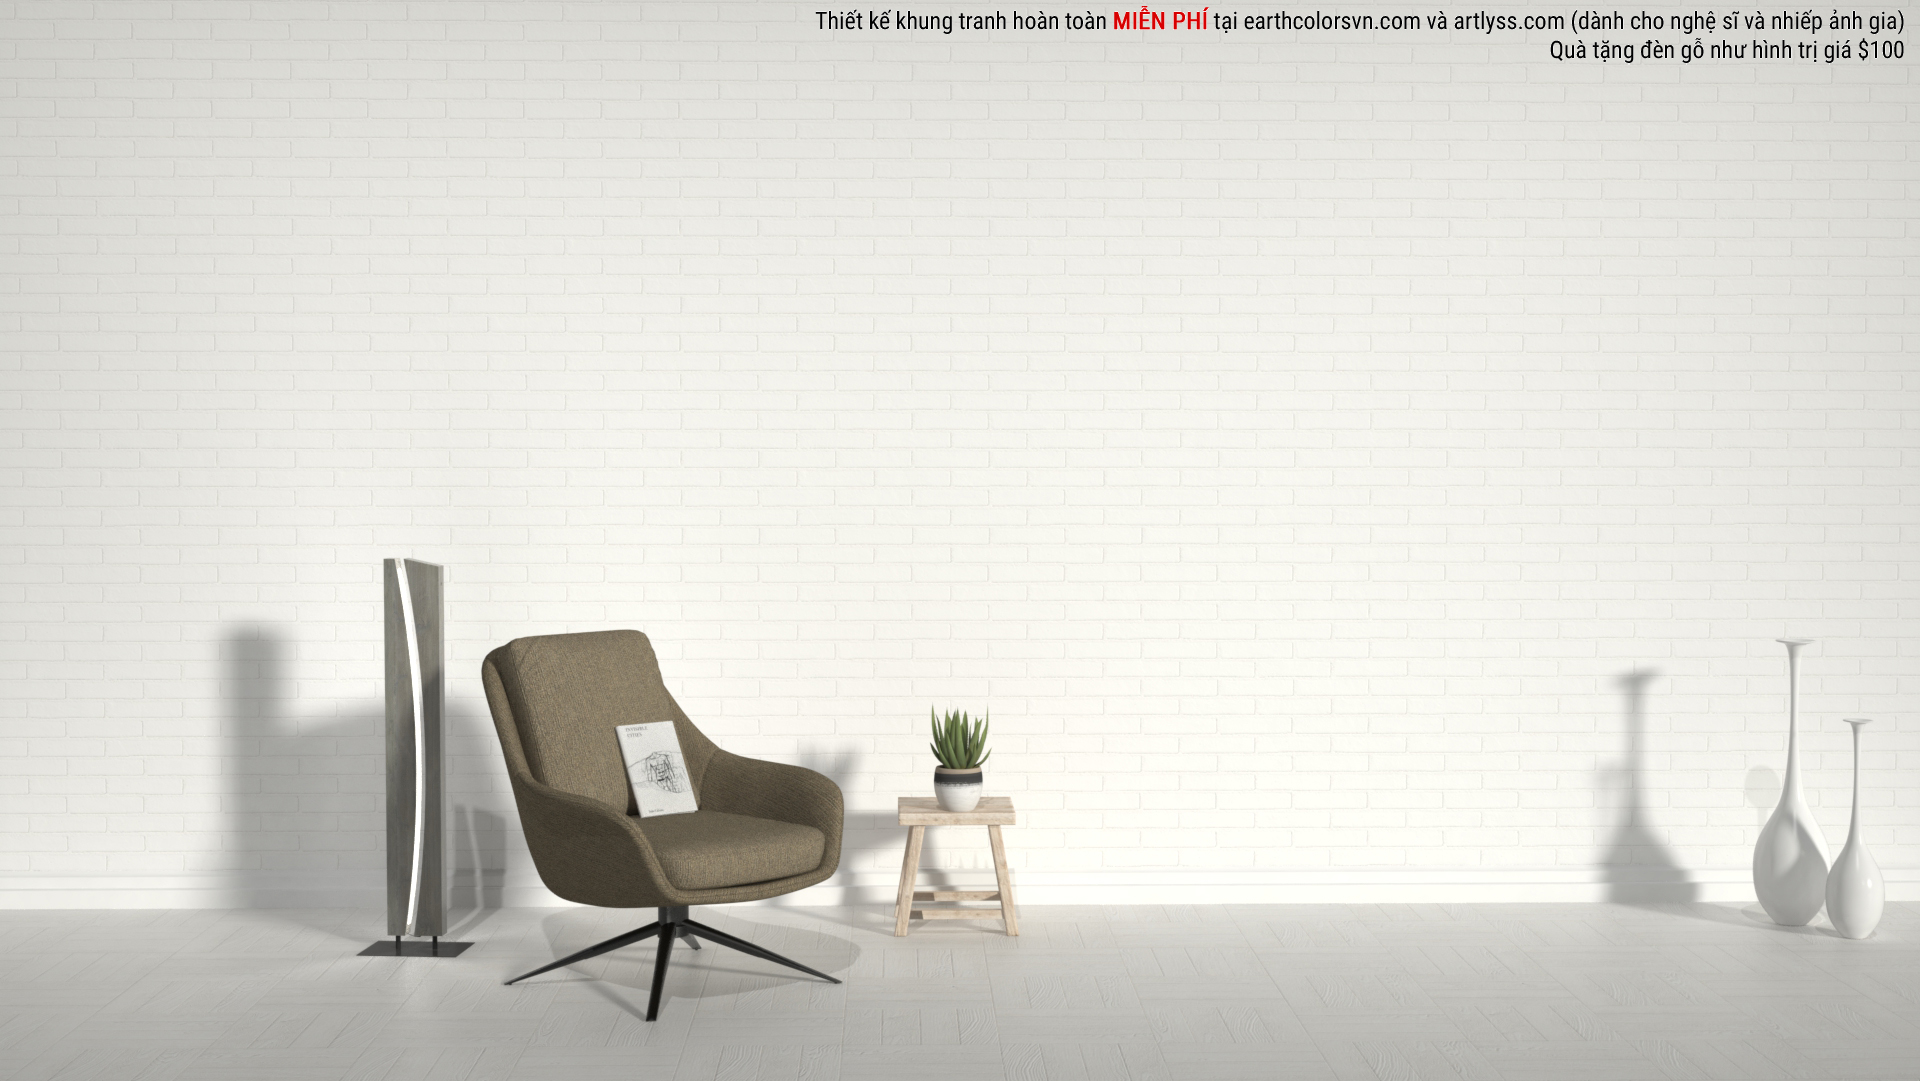 Thiết kế khung tranh hoàn toàn MIỄN PHÍ tại earthcolorsvn.com và artlyss.com (dành cho nghệ sĩ và nhiếp ảnh gia)
Quà tặng đèn gỗ như hình trị giá $100
INVISIBLE
CITIES